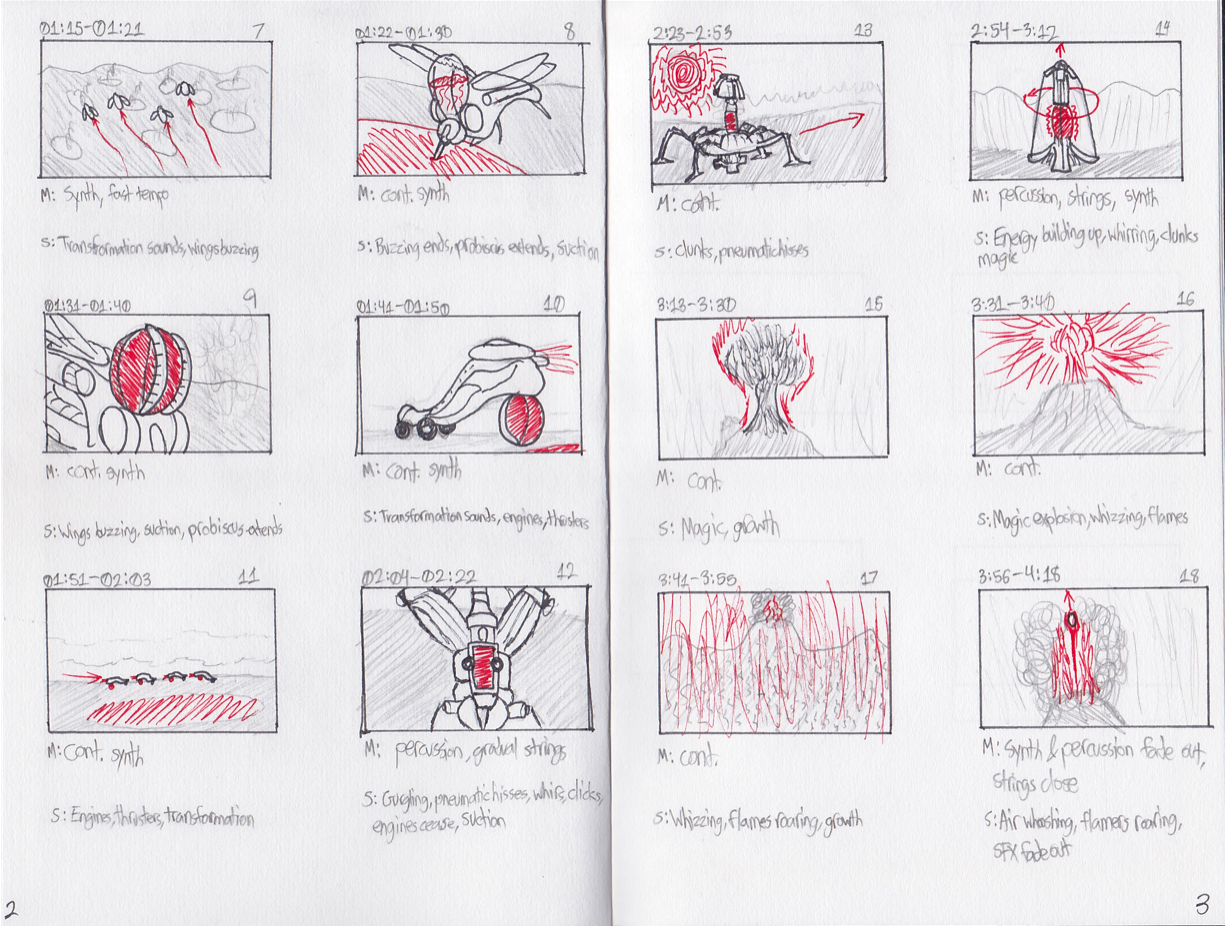 01:15-01:21 7
M: Synth, fast tempo
S: Transformation sounds, wings buzzing
01:22-01:30 8
M: cont. synth
S: Buzzing ends, probiscis extends, suction
01:31-01:40 9
M: cont. synth
S: Wings buzzing, suction, probiscus extends
01:41-01:50 10
M: cont. synth
S: Transformation sounds, engines, thrusters
01:51-02:03 11
M: cont. synth
S: Engines, thrusters, transformation
02:04-02:22 12
M: percussion, gradual strings
S: Gurgling, pneumatic hisses, whirs, clicks,
engines cease, suction
2
2:23-2:53 13
M: cont.
S: clunks, pneumatic hisses
2:54-3:12 14
M: percussion, strings, synth
S: Energy building up, whirring, clunks
magic
3:13-3:30 15
M: cont.
S: Magic, growth
3:31-3:40 16
M: cont.
S: Magic explosion, whizzing, flames
3:41-3:55 17
M: cont.
S: Whizzing, flames roaring, growth
3:56-4:18 18
M: Synth & percussion fade out,
strings close
S: Air whooshing, flamers roaring,
SFX fade out
3